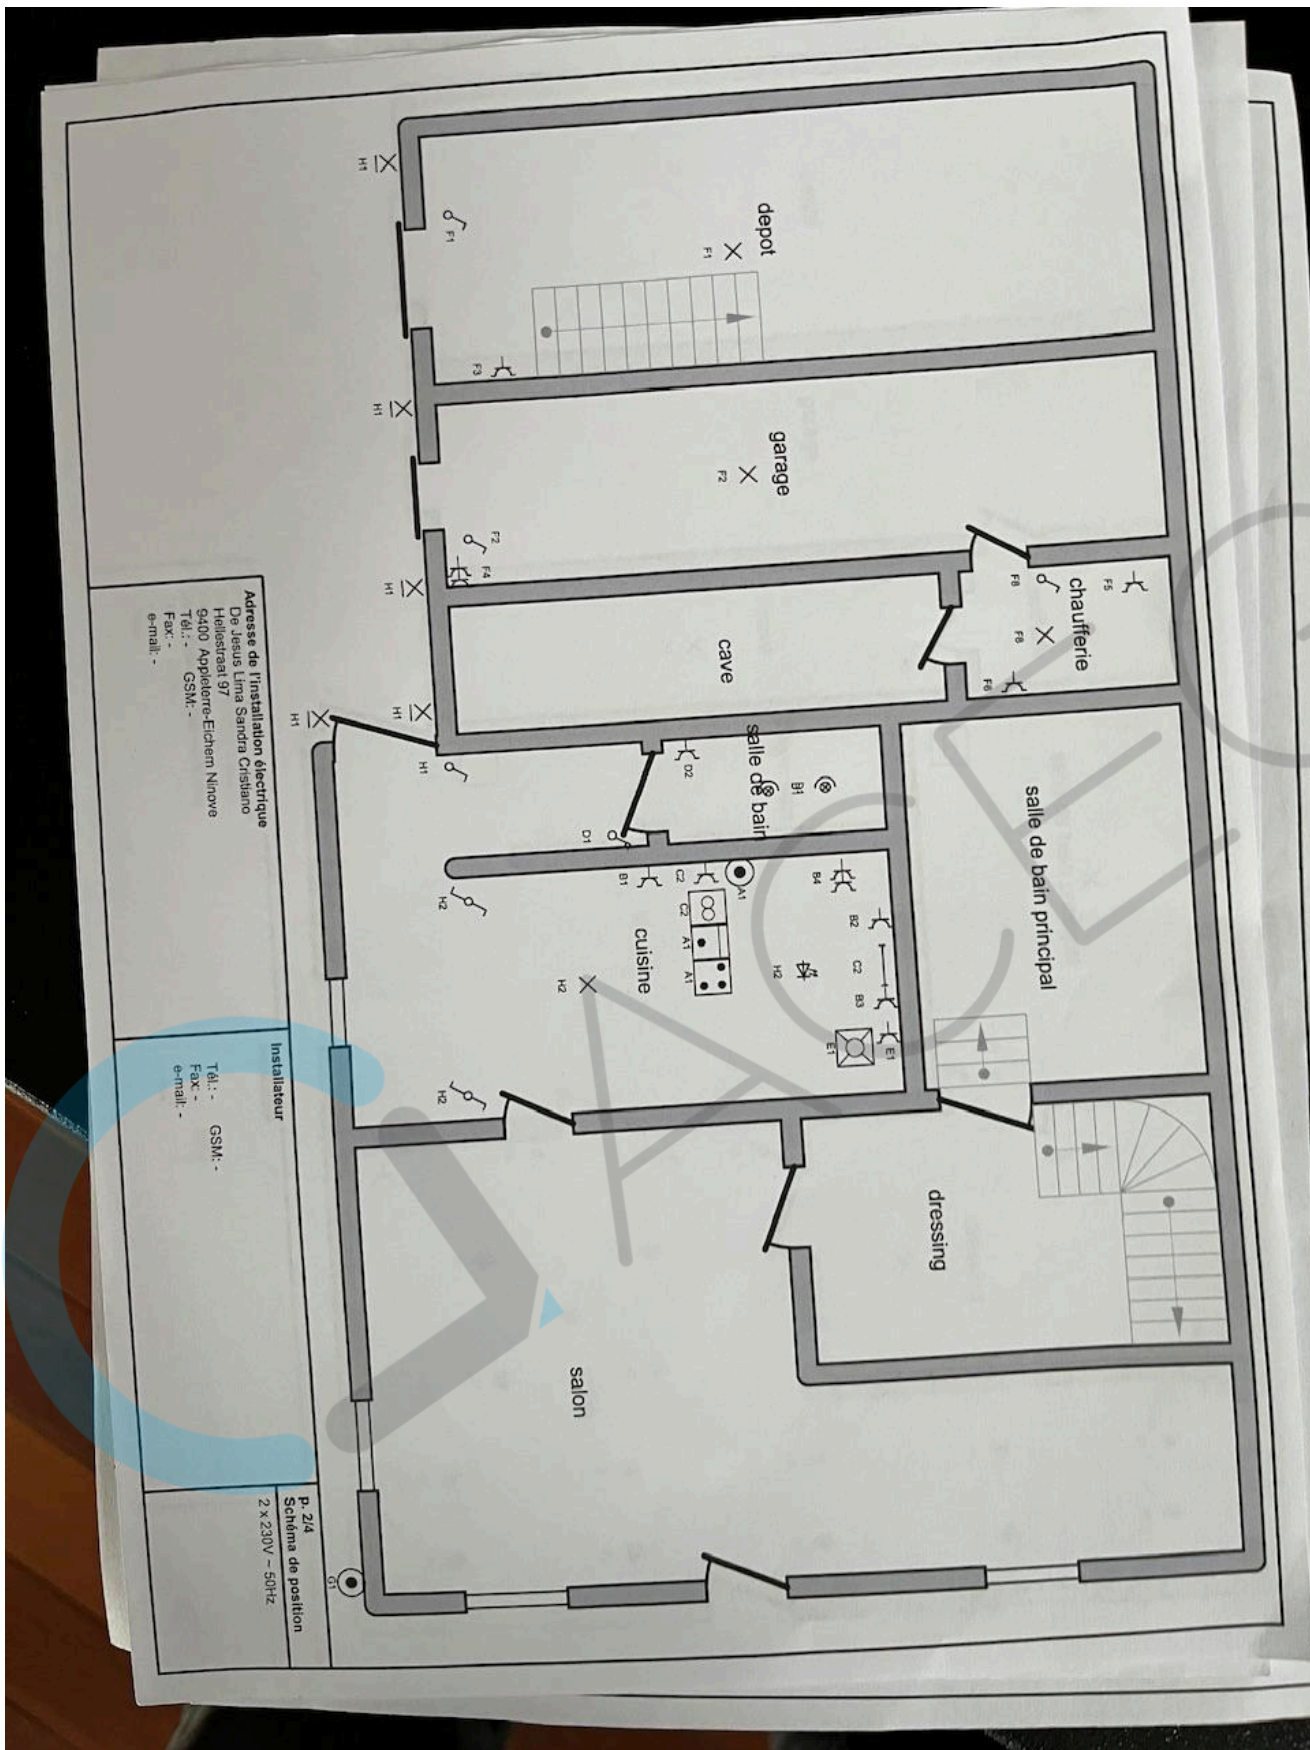 depot
F1
F1
F3
H1
H1
garage
F2
F2
F4
H1
chaufferie
F5
F8
F8
F6
cave
H1
H1
H1
salle de bain
D2
B1
D1
salle de bain principal
B1
C2
A1
B4
B2
C2
B3
E1
E1
H2
C2
A1
A1
cuisine
H2
H2
H2
dressing
salon
G1
Adresse de l'installation électrique
De Jesus Lima Sandra Cristiano
Hellestraat 97
9400 Appelterre-Eichem Ninove
Tél.: - GSM: -
Fax: -
e-mail: -
Installateur
Tél.: - GSM: -
Fax: -
e-mail: -
p. 2/4
Schéma de position
2 x 230V ~ 50Hz